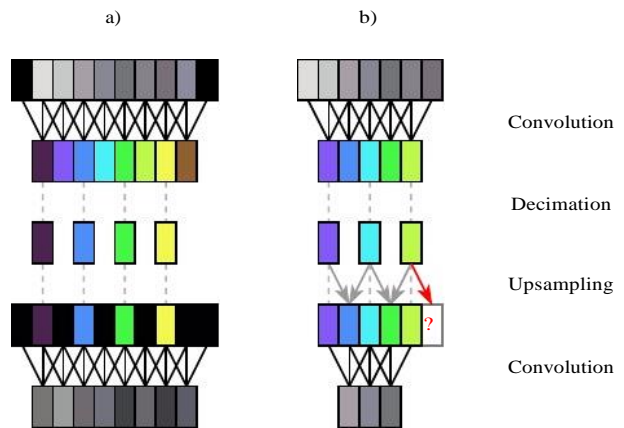 a)
b)
Convolution
Decimation
Upsampling
?
Convolution